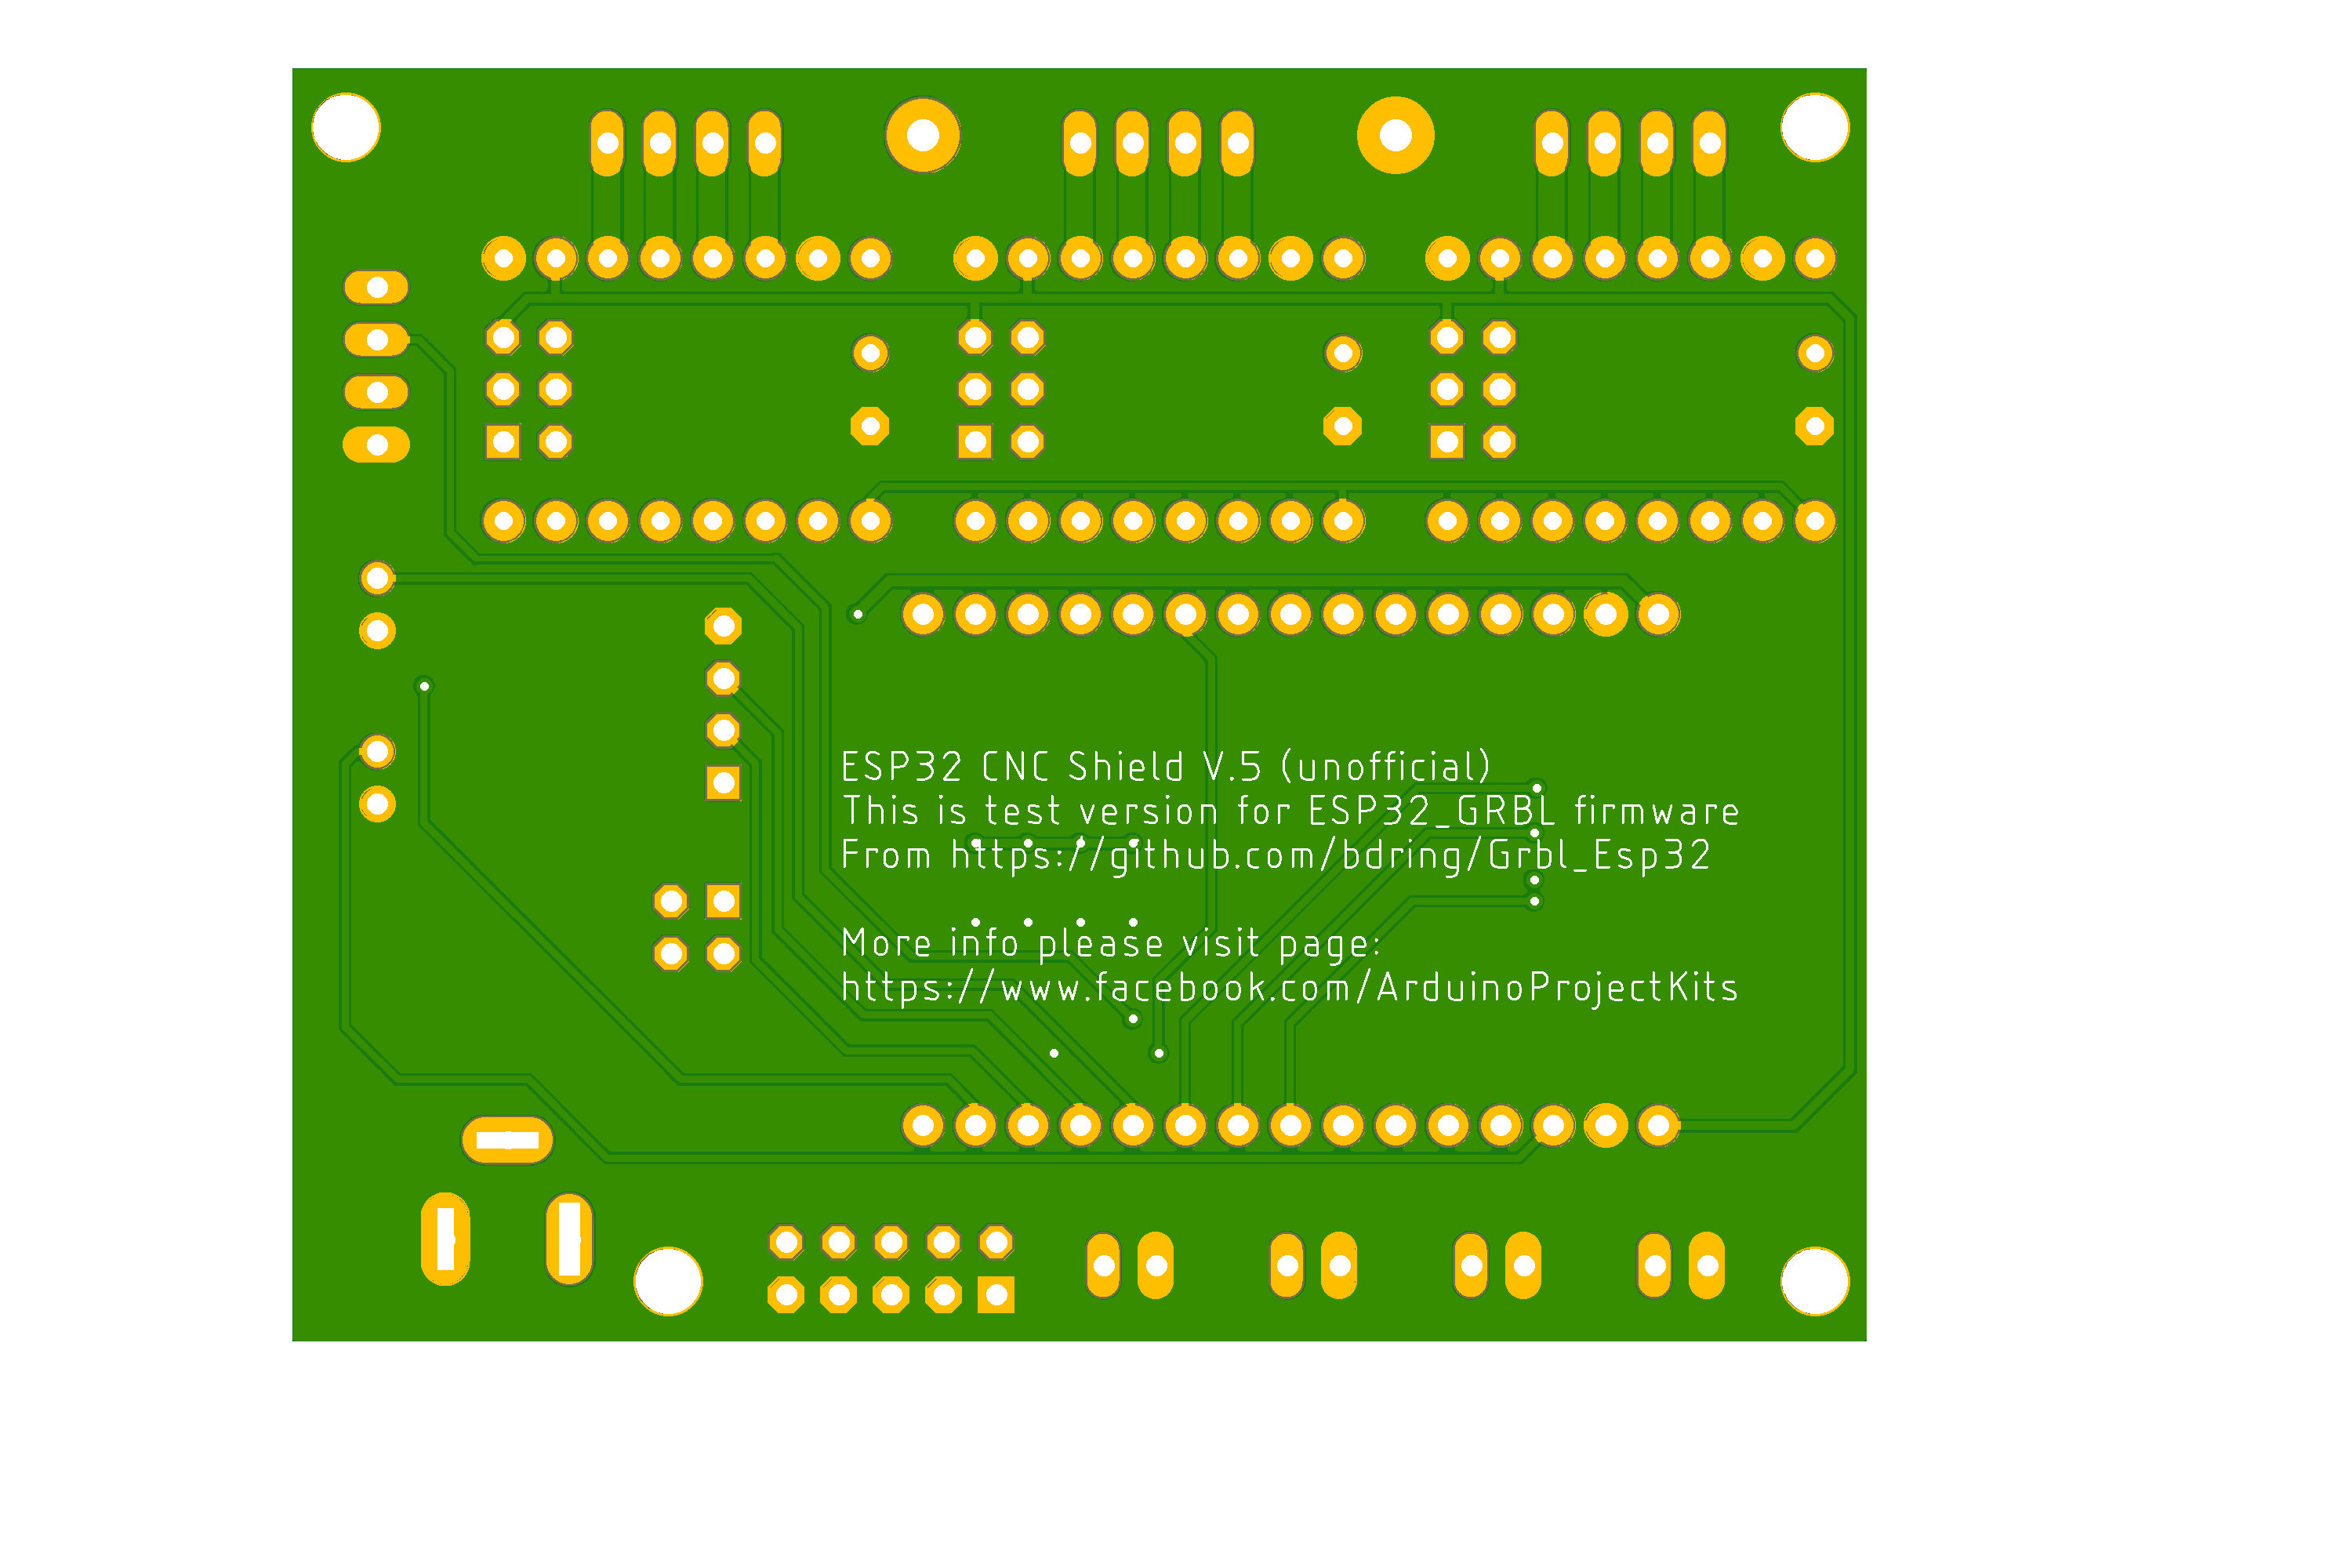 ESP32 CNC Shield V.5 (unofficial)
This is test version for ESP32_GRBL firmware
From https://github.com/bdring/Grbl_Esp32
More info please visit page:
https://www.facebook.com/ArduinoProjectKits